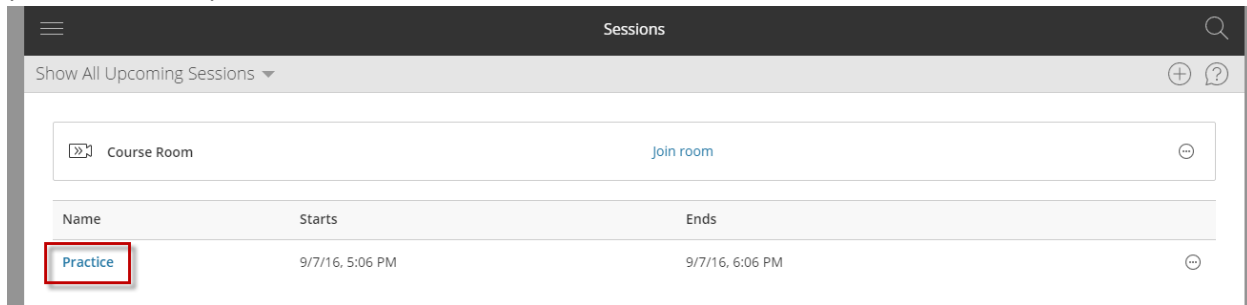 Sessions
Show All Upcoming Sessions
Course Room Join room
Name Starts Ends
Practice 9/7/16, 5:06 PM 9/7/16, 6:06 PM